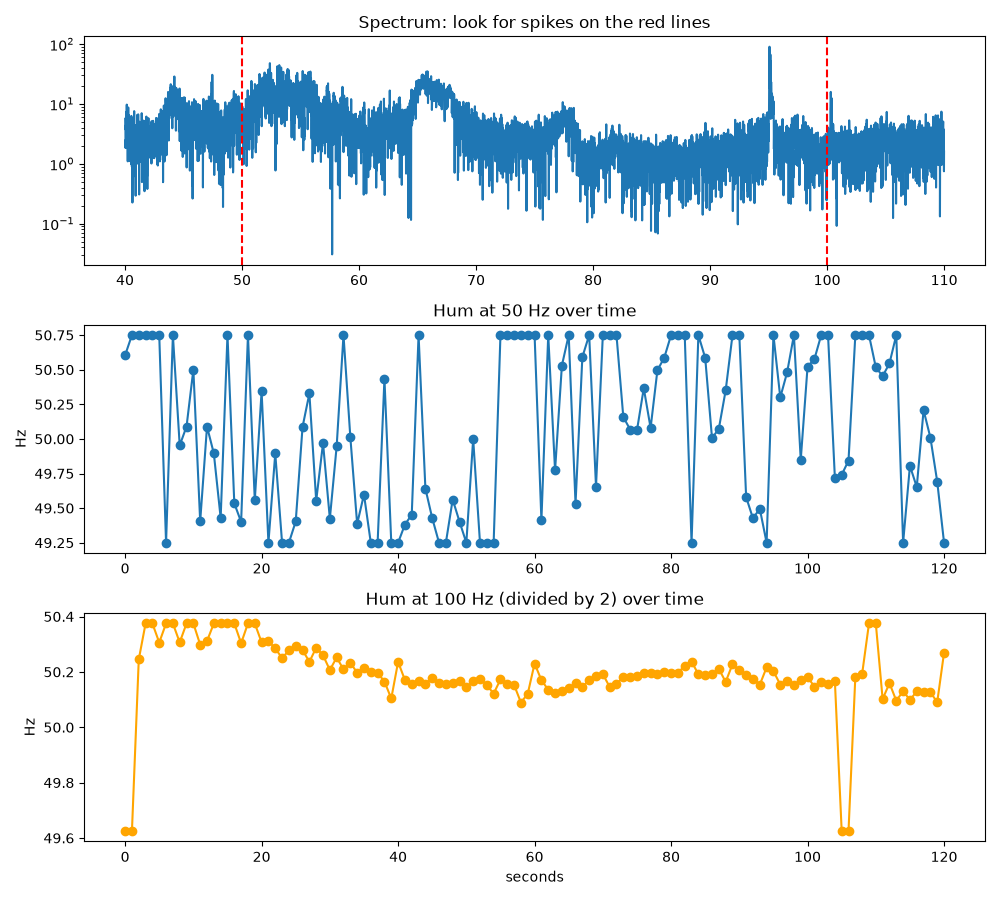 Spectrum: look for spikes on the red lines
10²
10¹
10⁰
10⁻¹
40 50 60 70 80 90 100 110
Hum at 50 Hz over time
Hz
50.75
50.50
50.25
50.00
49.75
49.50
49.25
0 20 40 60 80 100 120
Hum at 100 Hz (divided by 2) over time
Hz
50.4
50.2
50.0
49.8
49.6
0 20 40 60 80 100 120
seconds